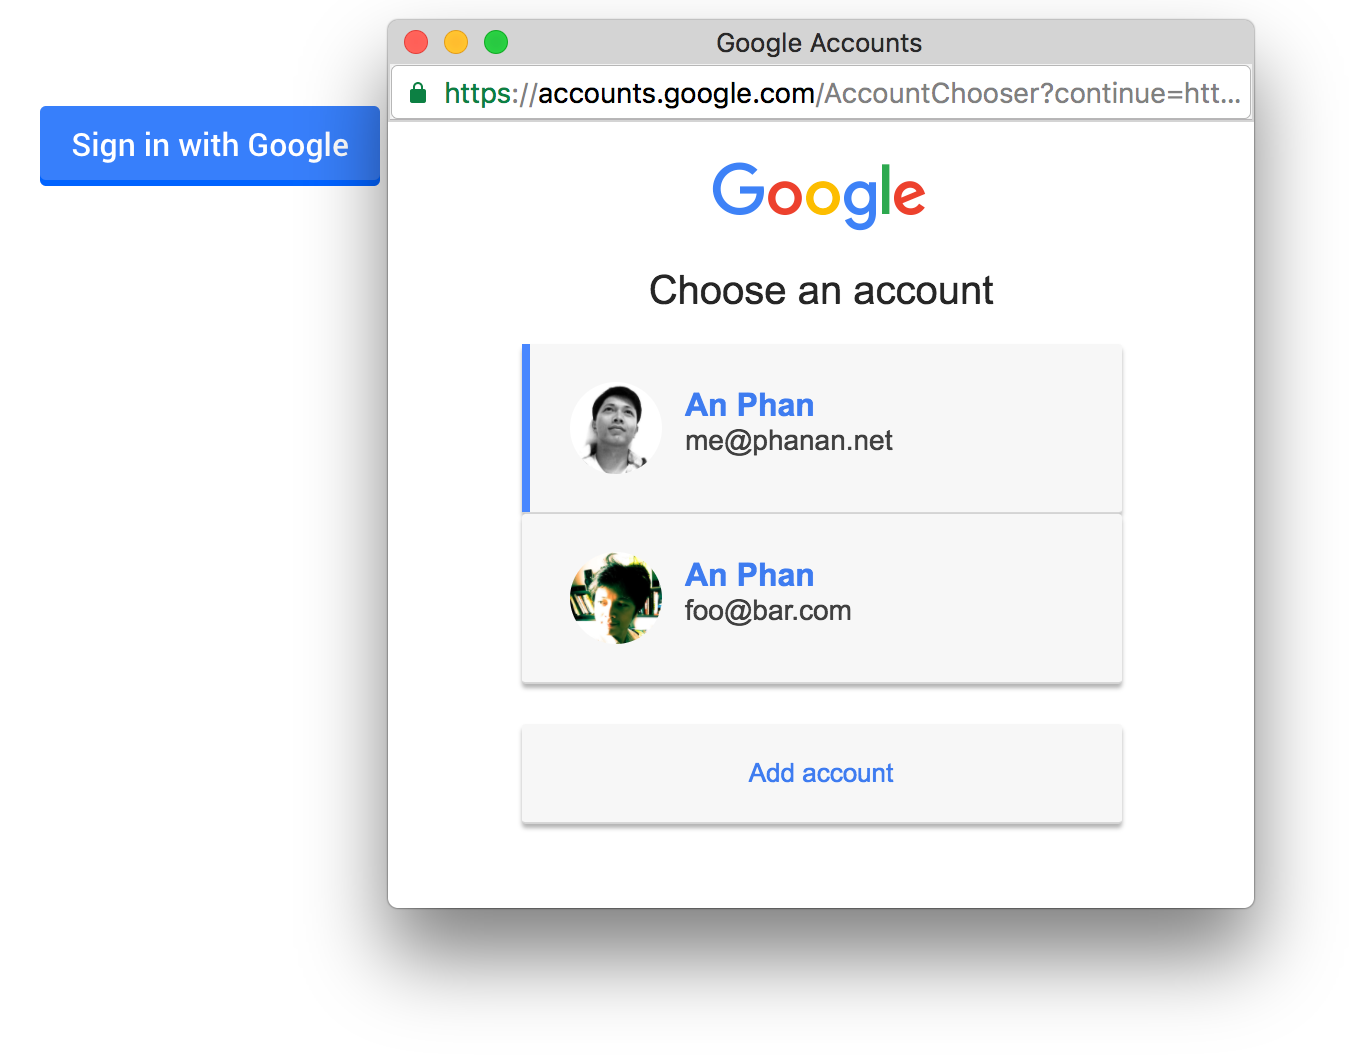 Google Accounts
https://accounts.google.com/AccountChooser?continue=htt...
Sign in with Google
Google
Choose an account
An Phan
me@phanan.net
An Phan
foo@bar.com
Add account